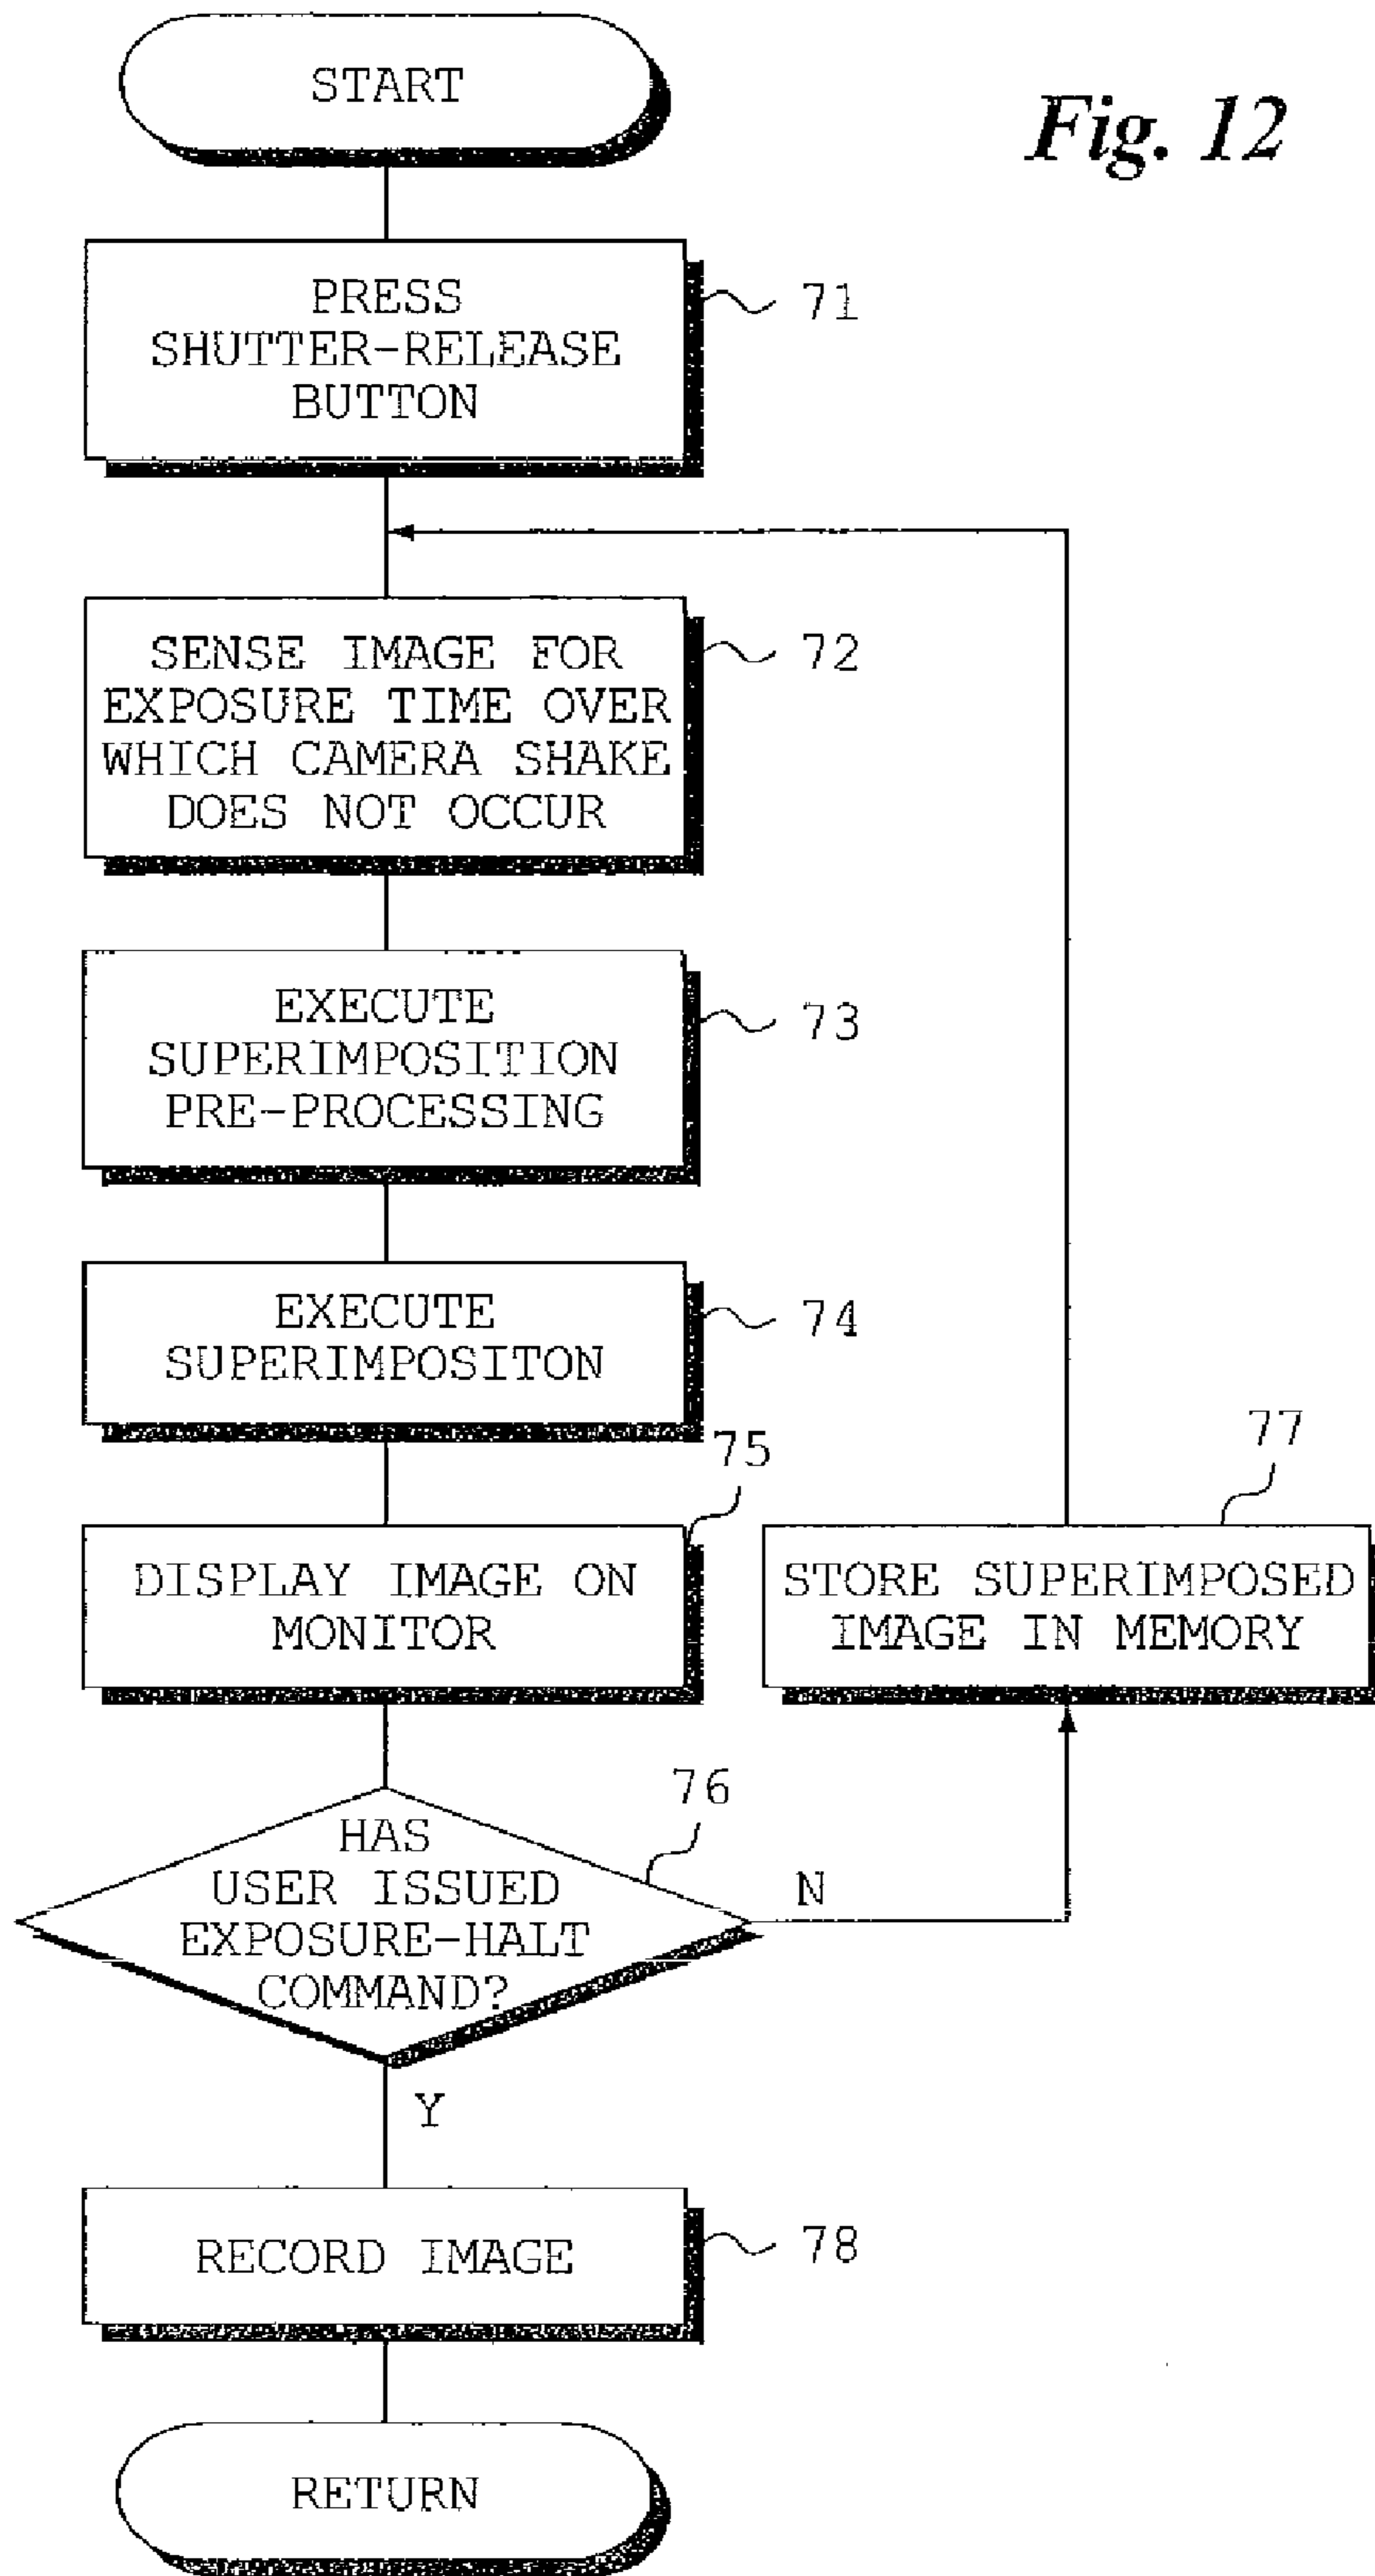 Fig. 12
START
PRESS
SHUTTER-RELEASE
BUTTON
71
SENSE IMAGE FOR
EXPOSURE TIME OVER
WHICH CAMERA SHAKE
DOES NOT OCCUR
72
EXECUTE
SUPERIMPOSITION
PRE-PROCESSING
73
EXECUTE
SUPERIMPOSITON
74
DISPLAY IMAGE ON
MONITOR
75
HAS
USER ISSUED
EXPOSURE-HALT
COMMAND?
76
N
STORE SUPERIMPOSED
IMAGE IN MEMORY
77
Y
RECORD IMAGE
78
RETURN